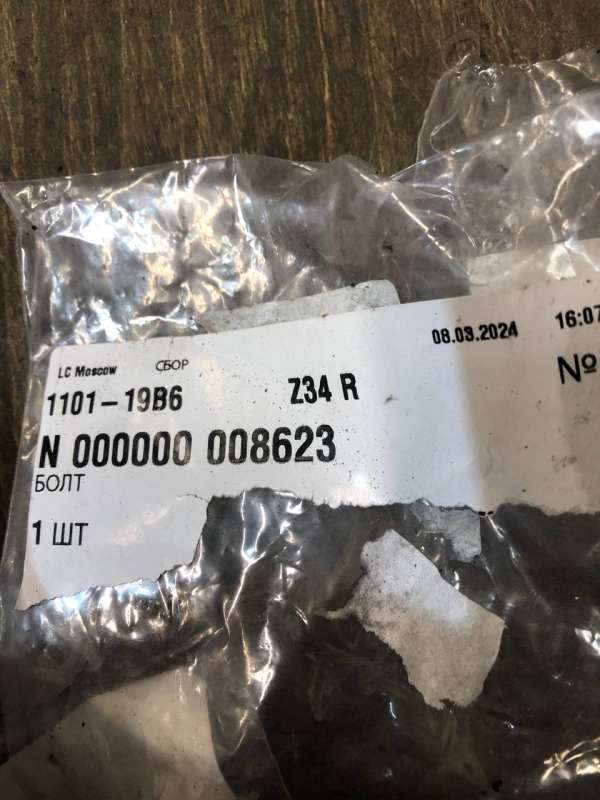 LC Moscow СБОР 08.03.2024 16:07
1101-19B6 Z34 R №
N 000000 008623
БОЛТ
1 ШТ